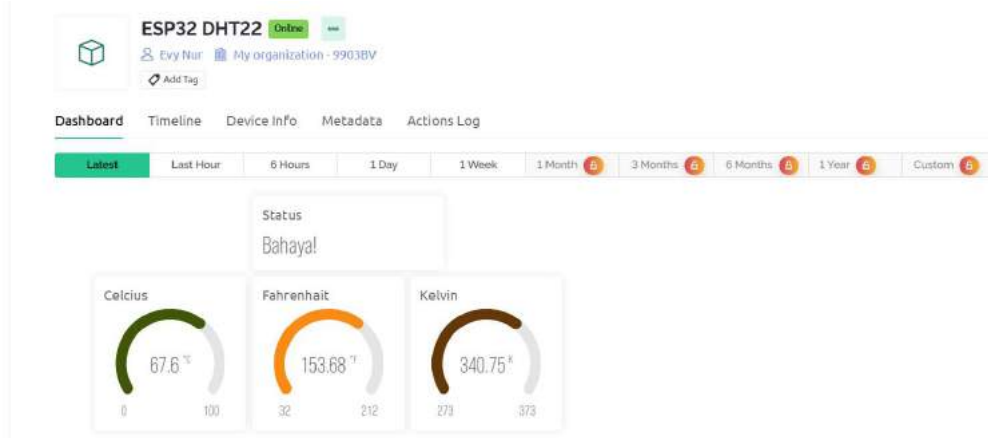 ESP32 DHT22 Online
Evy Nur My organization - 9903BV
Add Tag
Dashboard Timeline Device Info Metadata Actions Log
Latest Last Hour 6 Hours 1 Day 1 Week 1 Month 3 Months 6 Months 1 Year Custom
Status
Bahaya!
Celcius Fahrenhait Kelvin
67.6 °C 153.68 °F 340.75 K
0 100 32 212 273 373